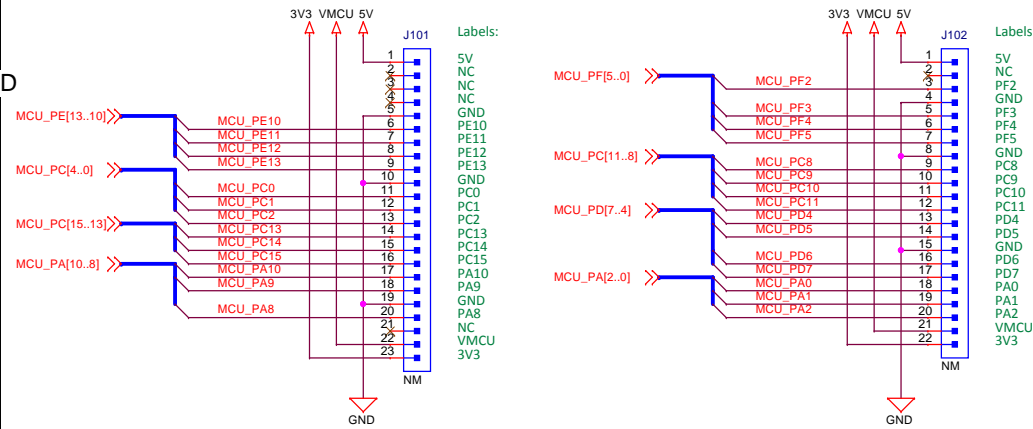 3V3 VMCU 5V
J101
Labels:
D
1 5V
2 NC
3 NC
4 NC
5 GND
MCU_PE[13..10]
MCU_PE10 6 PE10
MCU_PE11 7 PE11
MCU_PE12 8 PE12
MCU_PE13 9 PE13
10 GND
MCU_PC[4..0]
MCU_PC0 11 PC0
MCU_PC1 12 PC1
MCU_PC2 13 PC2
MCU_PC[15..13]
MCU_PC13 14 PC13
MCU_PC14 15 PC14
MCU_PC15 16 PC15
MCU_PA[10..8]
MCU_PA10 17 PA10
MCU_PA9 18 PA9
19 GND
MCU_PA8 20 PA8
21 NC
22 VMCU
23 3V3
NM
GND
3V3 VMCU 5V
J102
Labels
1 5V
2 NC
MCU_PF[5..0]
MCU_PF2 3 PF2
4 GND
MCU_PF3 5 PF3
MCU_PF4 6 PF4
MCU_PF5 7 PF5
8 GND
MCU_PC[11..8]
MCU_PC8 9 PC8
MCU_PC9 10 PC9
MCU_PC10 11 PC10
MCU_PC11 12 PC11
MCU_PD[7..4]
MCU_PD4 13 PD4
MCU_PD5 14 PD5
15 GND
MCU_PD6 16 PD6
MCU_PD7 17 PD7
MCU_PA[2..0]
MCU_PA0 18 PA0
MCU_PA1 19 PA1
MCU_PA2 20 PA2
21 VMCU
22 3V3
NM
GND